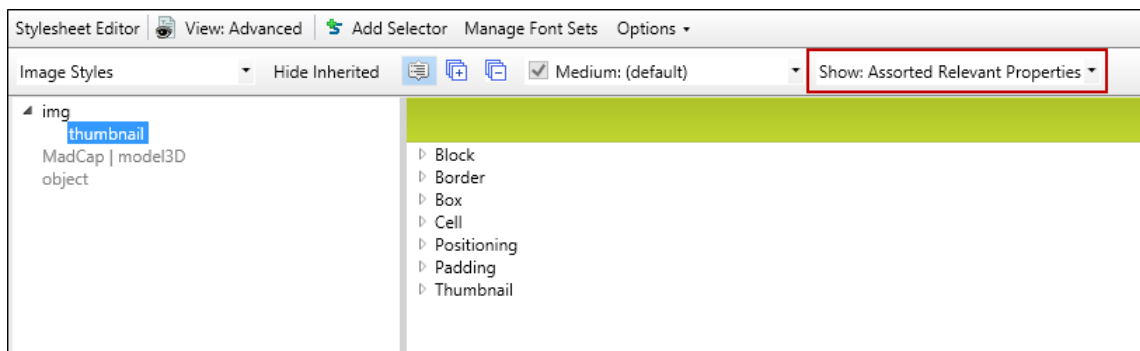 Stylesheet Editor View: Advanced Add Selector Manage Font Sets Options
Image Styles Hide Inherited Medium: (default) Show: Assorted Relevant Properties
img
thumbnail
MadCap | model3D
object
Block
Border
Box
Cell
Positioning
Padding
Thumbnail